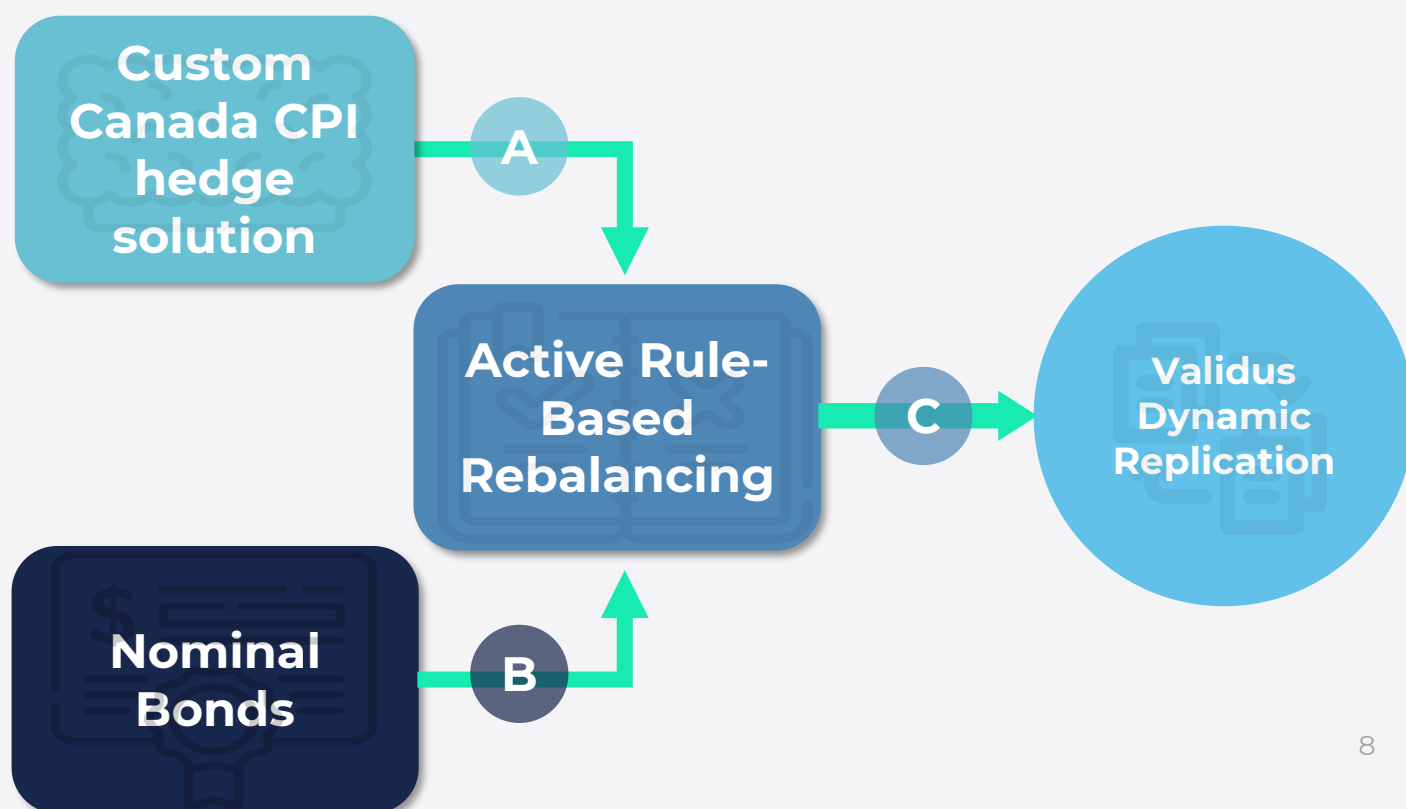 Custom
Canada CPI
hedge
solution
A
Active Rule-
Based
Rebalancing
C
Validus
Dynamic
Replication
$
Nominal
Bonds
B
8